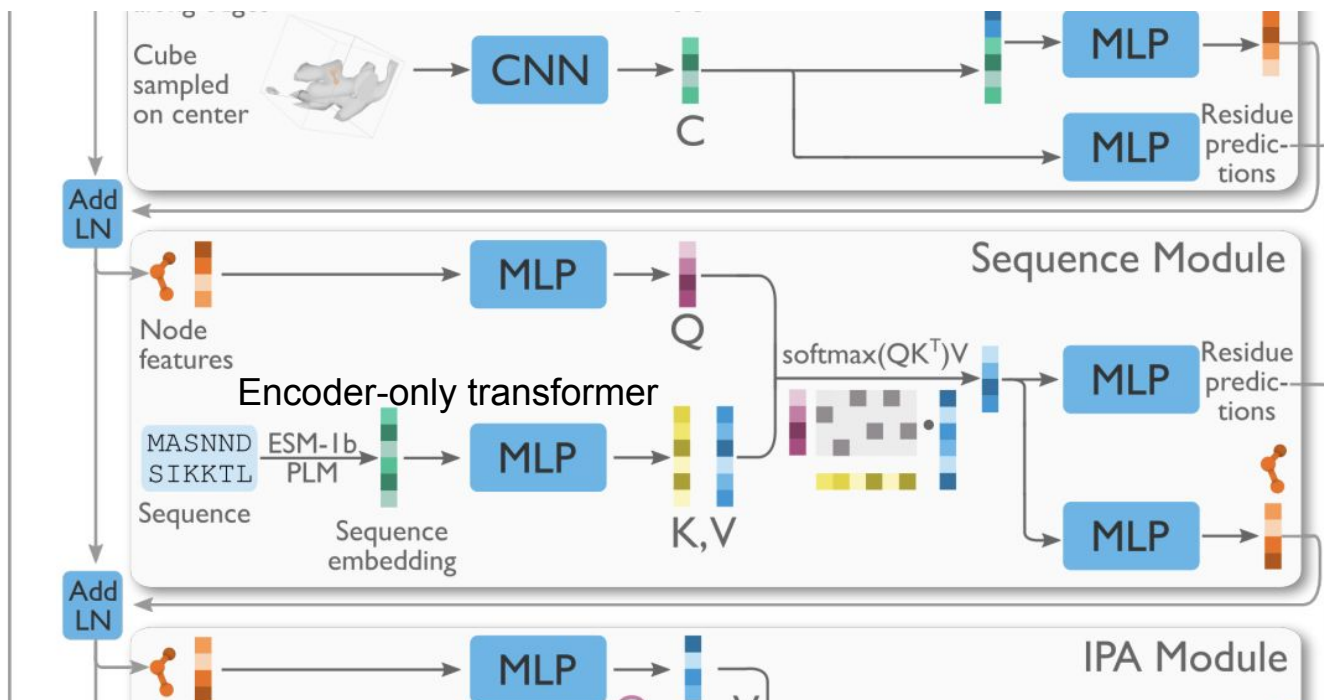 Cube
sampled
on center
CNN
C
MLP
MLP
Residue
predic-
tions
Add
LN
Sequence Module
Node
features
MLP
Q
softmax(QKᵀ)V
MLP
Residue
predic-
tions
Encoder-only transformer
MASNND
SIKKTL
Sequence
ESM-1b
PLM
Sequence
embedding
MLP
K,V
MLP
Add
LN
IPA Module
MLP